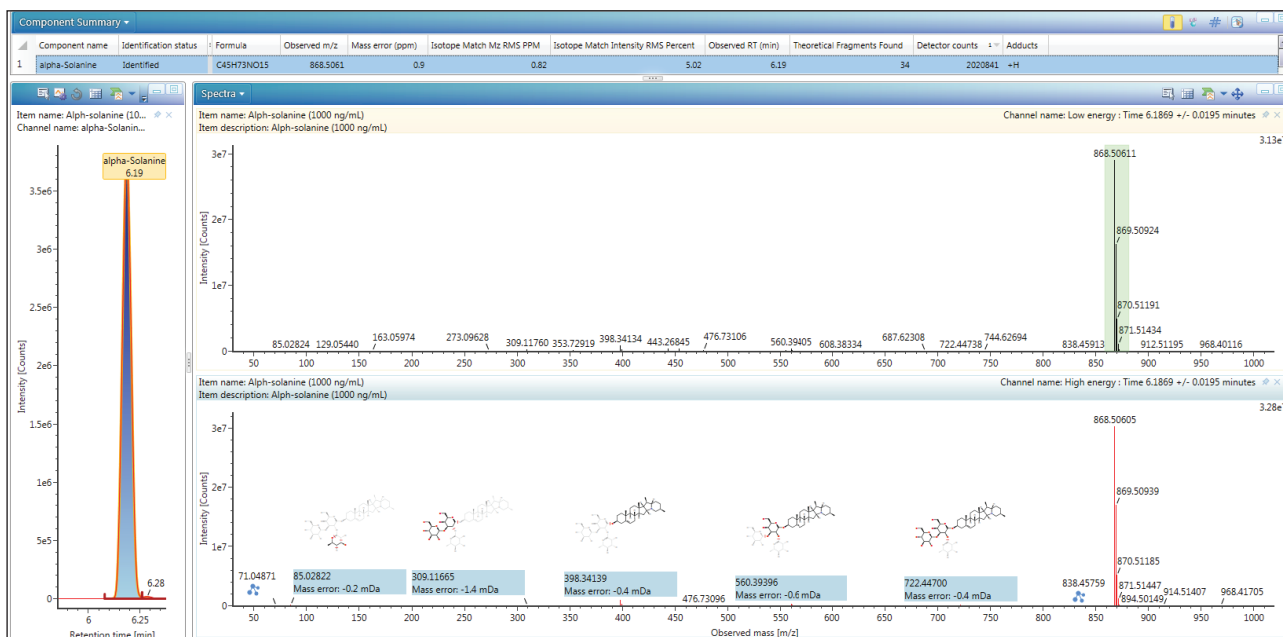 Component Summary
Component name Identification status Formula Observed m/z Mass error (ppm) Isotope Match Mz RMS PPM Isotope Match Intensity RMS Percent Observed RT (min) Theoretical Fragments Found Detector counts 1 Adducts
1 alpha-Solanine Identified C45H73NO15 868.5061 0.9 0.82 5.02 6.19 34 2020841 +H
Item name: Alph-solanine (10...
Channel name: alpha-Solanin...
alpha-Solanine
6.19
3.5e6
3e6
2.5e6
2e6
1.5e6
1e6
5e5
0
6.28
6 6.25
Retention time [min]
Intensity [Counts]
Spectra
Item name: Alph-solanine (1000 ng/mL) Channel name: Low energy : Time 6.1869 +/- 0.0195 minutes
Item description: Alph-solanine (1000 ng/mL)
3.13e7
3e7
2e7
1e7
0
Intensity [Counts]
868.50611
869.50924
870.51191
871.51434
85.02824 129.05440 163.05974 273.09628 309.11760 353.72919 398.34134 443.26845 476.73106 560.39405 608.38334 687.62308 722.44738 744.62694 838.45913 912.51195 968.40116
50 100 150 200 250 300 350 400 450 500 550 600 650 700 750 800 850 900 950 1000
Item name: Alph-solanine (1000 ng/mL) Channel name: High energy : Time 6.1869 +/- 0.0195 minutes
Item description: Alph-solanine (1000 ng/mL)
3.28e7
3e7
2e7
1e7
0
Intensity [Counts]
868.50605
869.50939
870.51185
871.51447
894.50149
71.04871
85.02822
Mass error: -0.2 mDa
309.11665
Mass error: -1.4 mDa
398.34139
Mass error: -0.4 mDa
476.73096
560.39396
Mass error: -0.6 mDa
722.44700
Mass error: -0.4 mDa
838.45759
914.51407
968.41705
50 100 150 200 250 300 350 400 450 500 550 600 650 700 750 800 850 900 950 1000
Observed mass [m/z]